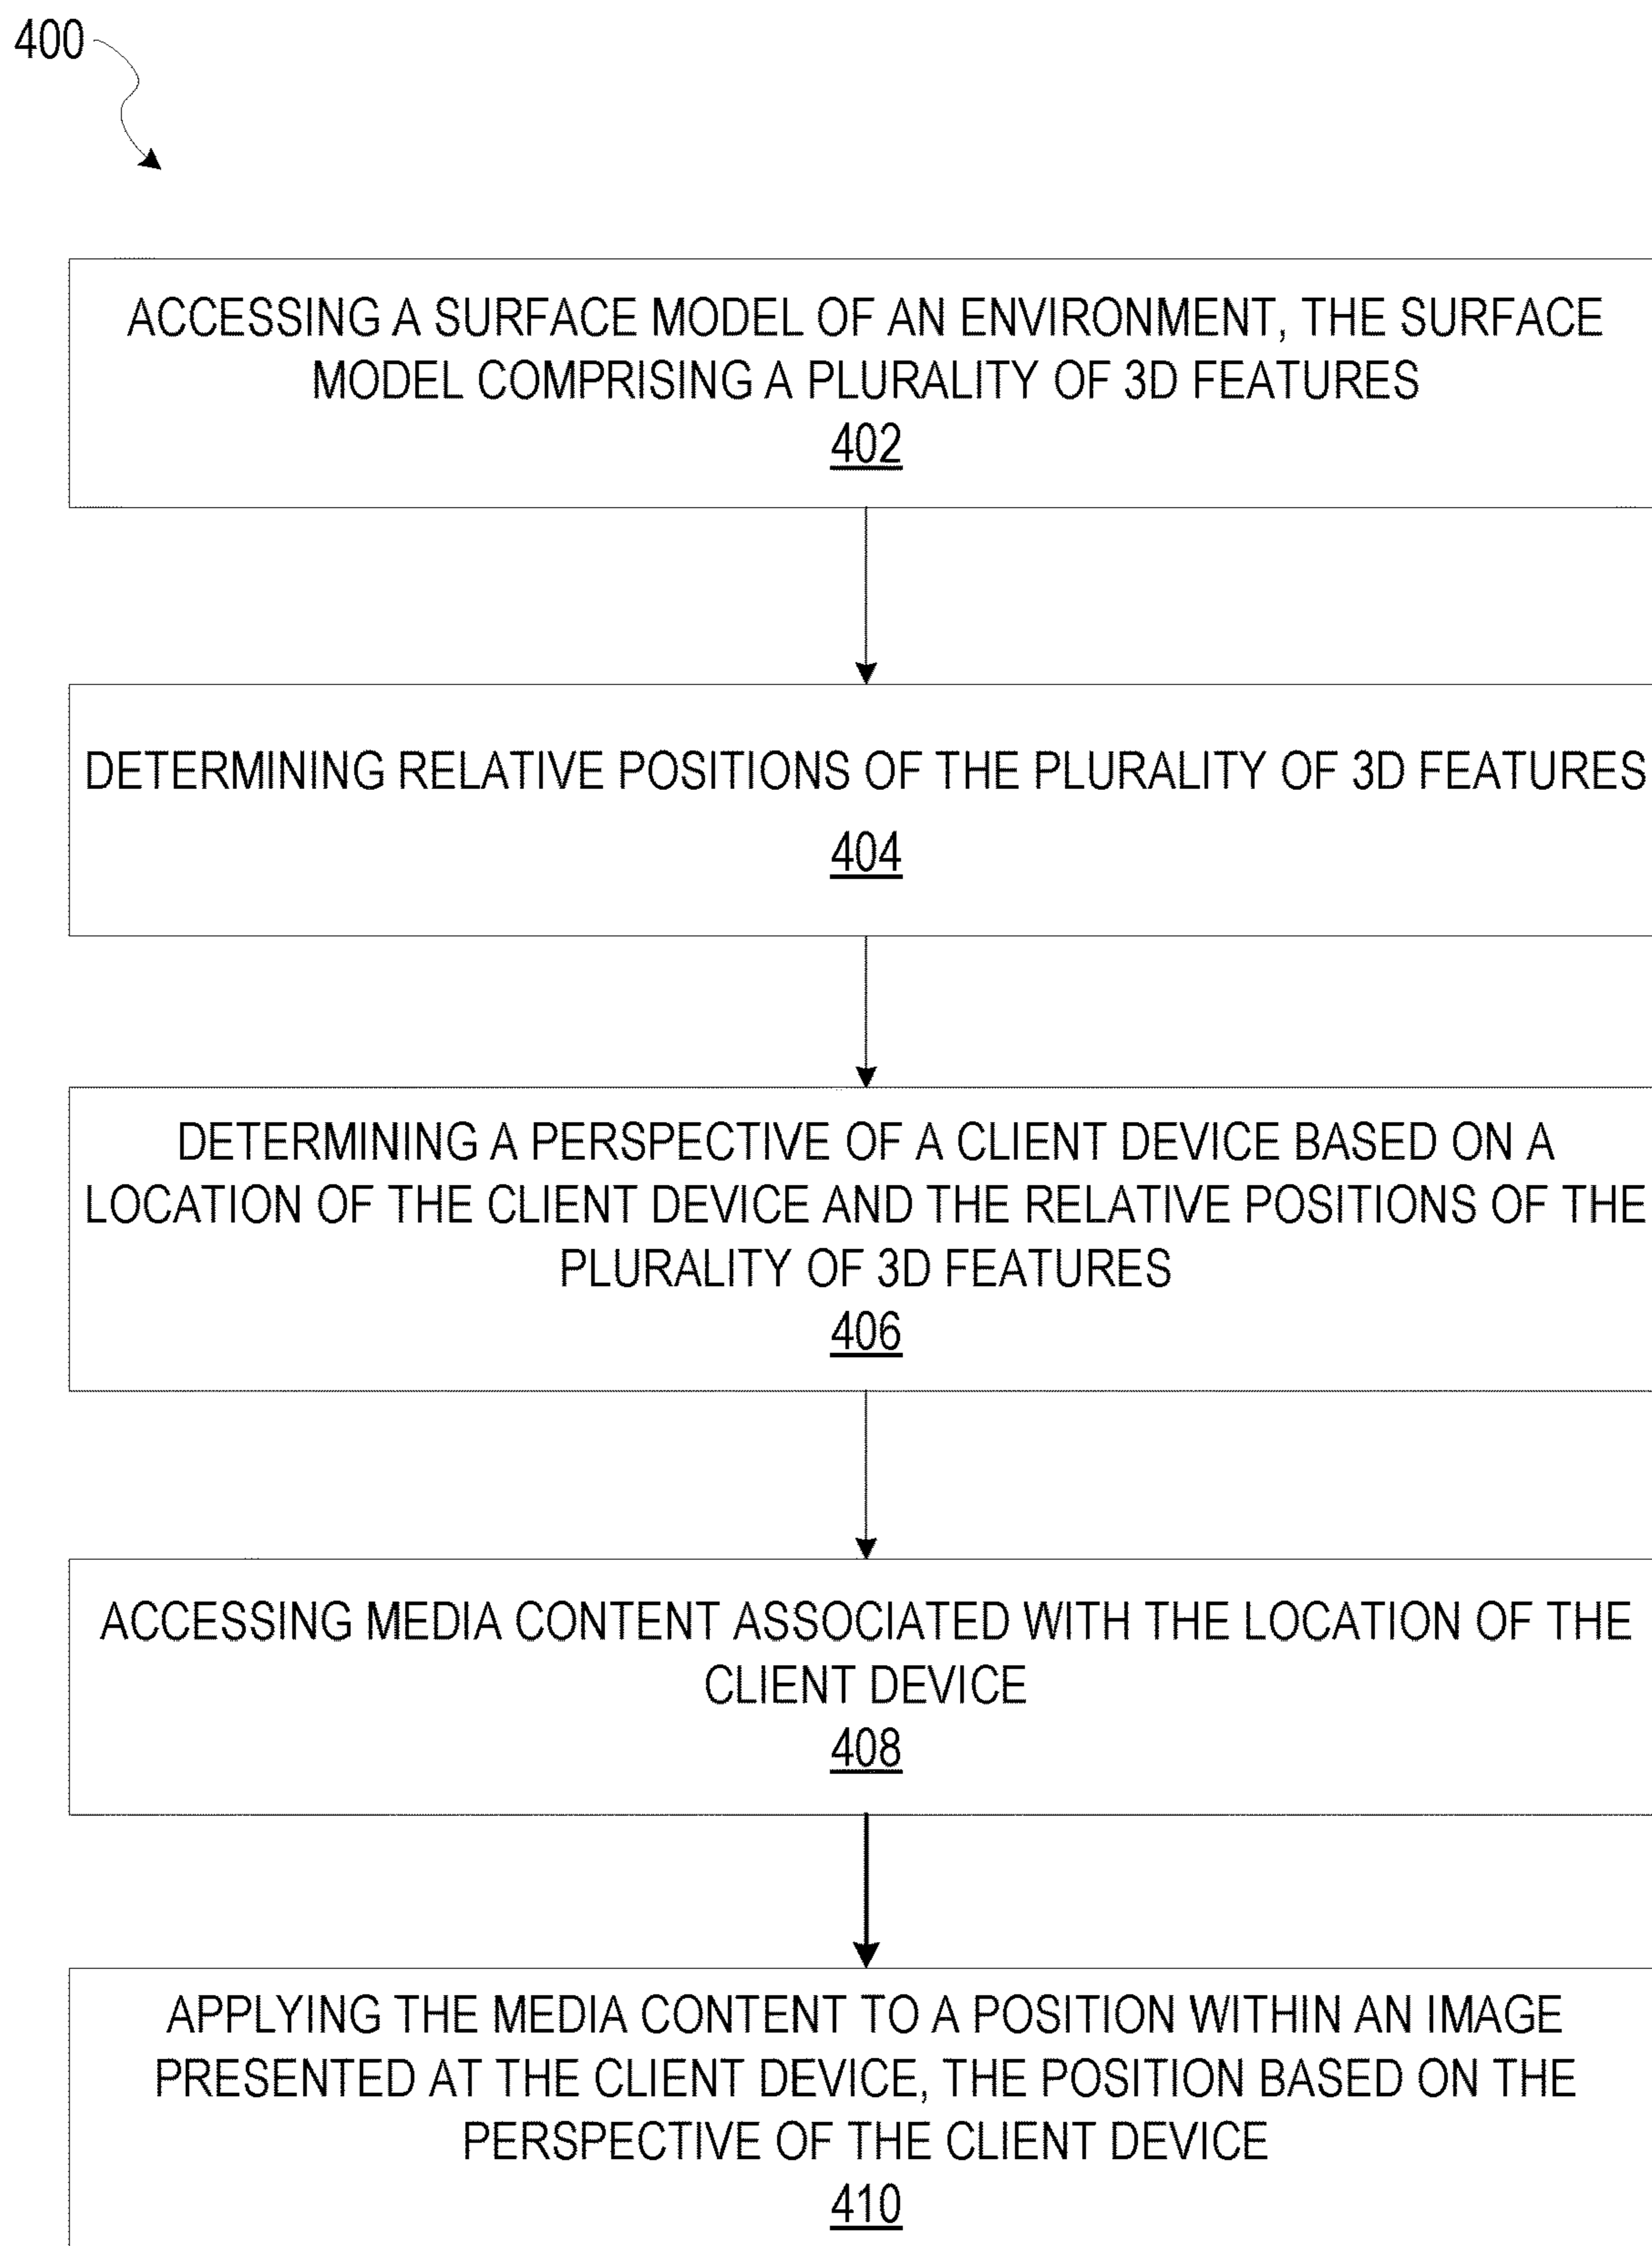 400
ACCESSING A SURFACE MODEL OF AN ENVIRONMENT, THE SURFACE
MODEL COMPRISING A PLURALITY OF 3D FEATURES
402
DETERMINING RELATIVE POSITIONS OF THE PLURALITY OF 3D FEATURES
404
DETERMINING A PERSPECTIVE OF A CLIENT DEVICE BASED ON A
LOCATION OF THE CLIENT DEVICE AND THE RELATIVE POSITIONS OF THE
PLURALITY OF 3D FEATURES
406
ACCESSING MEDIA CONTENT ASSOCIATED WITH THE LOCATION OF THE
CLIENT DEVICE
408
APPLYING THE MEDIA CONTENT TO A POSITION WITHIN AN IMAGE
PRESENTED AT THE CLIENT DEVICE, THE POSITION BASED ON THE
PERSPECTIVE OF THE CLIENT DEVICE
410